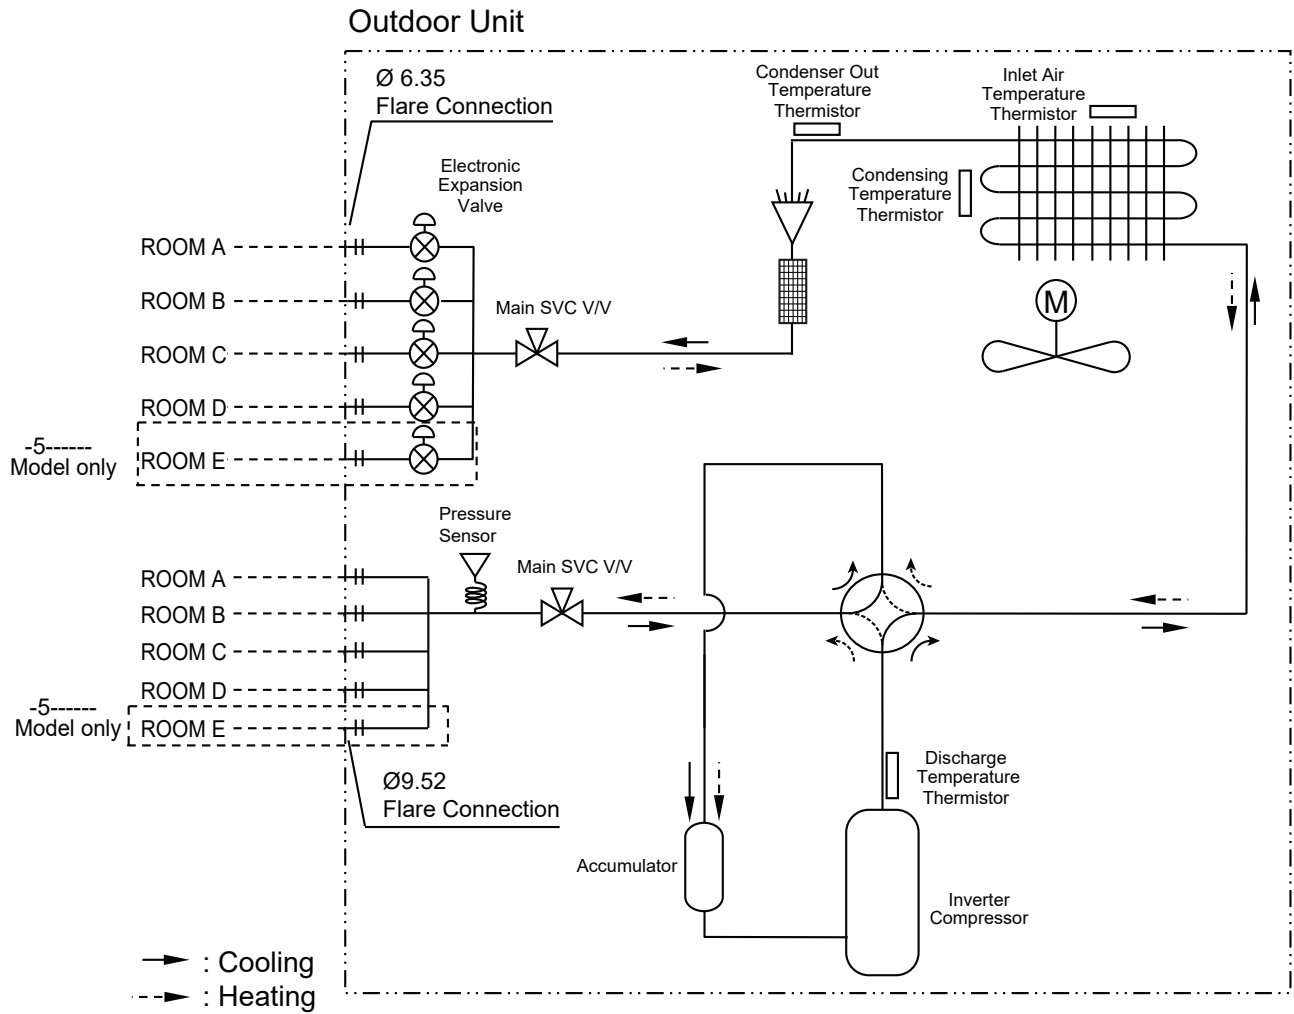 Outdoor Unit
Ø 6.35
Flare Connection
Condenser Out
Temperature
Thermistor
Inlet Air
Temperature
Thermistor
Electronic
Expansion
Valve
Condensing
Temperature
Thermistor
ROOM A
ROOM B
Main SVC V/V
M
ROOM C
ROOM D
-5------
Model only
ROOM E
Pressure
Sensor
Main SVC V/V
ROOM A
ROOM B
ROOM C
ROOM D
-5------
Model only
ROOM E
Ø9.52
Flare Connection
Discharge
Temperature
Thermistor
Accumulator
Inverter
Compressor
: Cooling
: Heating